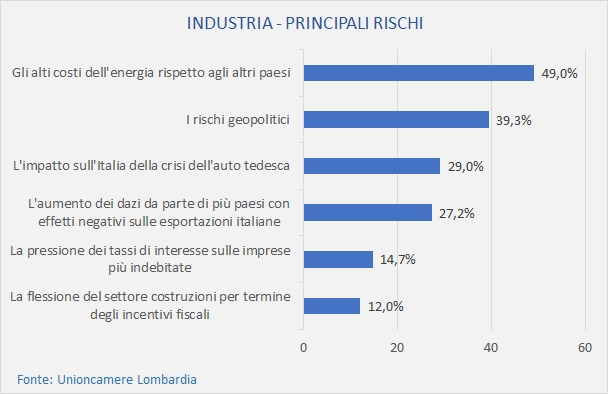 INDUSTRIA - PRINCIPALI RISCHI
Gli alti costi dell'energia rispetto agli altri paesi
49,0%
I rischi geopolitici
39,3%
L'impatto sull'Italia della crisi dell'auto tedesca
29,0%
L'aumento dei dazi da parte di più paesi con
effetti negativi sulle esportazioni italiane
27,2%
La pressione dei tassi di interesse sulle imprese
più indebitate
14,7%
La flessione del settore costruzioni per termine
degli incentivi fiscali
12,0%
0 20 40 60
Fonte: Unioncamere Lombardia